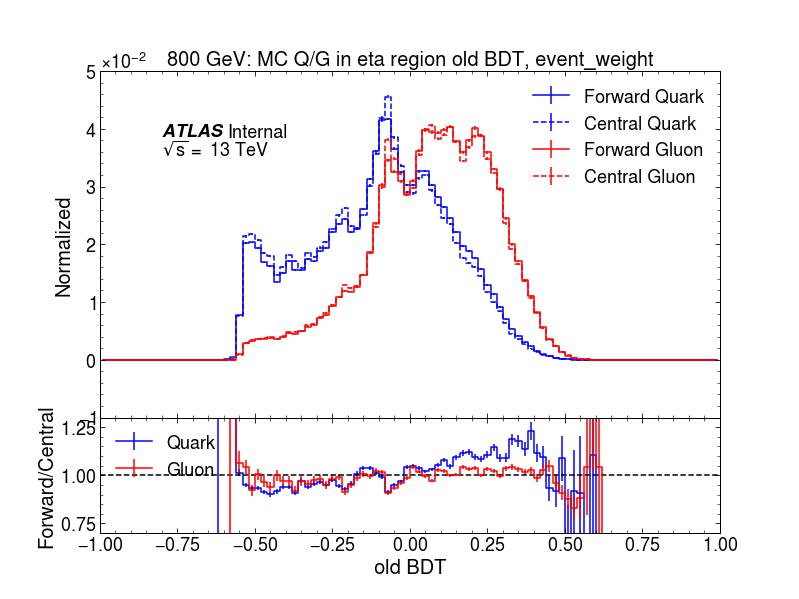 ×10⁻² 800 GeV: MC Q/G in eta region old BDT, event_weight
5
4
3
2
1
0
−1
Normalized
ATLAS Internal
√s = 13 TeV
Forward Quark
Central Quark
Forward Gluon
Central Gluon
1.25
1.00
0.75
Forward/Central
Quark
Gluon
−1.00 −0.75 −0.50 −0.25 0.00 0.25 0.50 0.75 1.00
old BDT